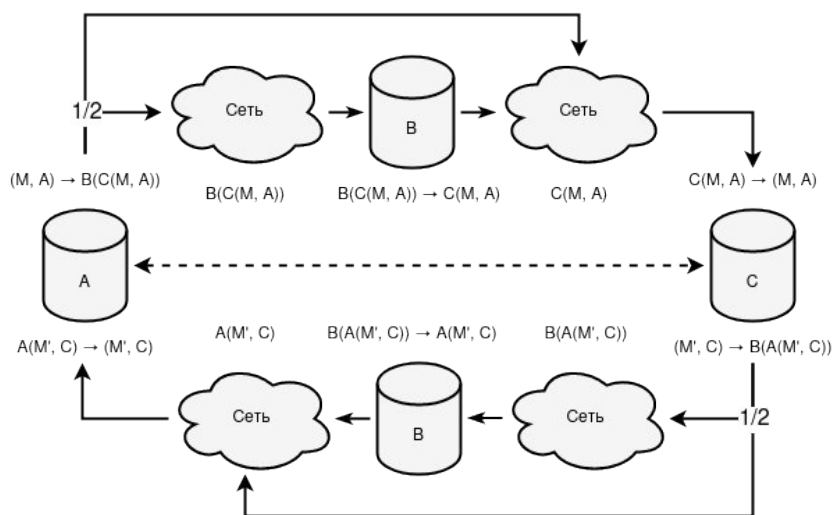 1/2
Сеть
B
Сеть
(M, A) → B(C(M, A))
B(C(M, A))
B(C(M, A)) → C(M, A)
C(M, A)
C(M, A) → (M, A)
A
C
A(M', C) → (M', C)
A(M', C)
B(A(M', C)) → A(M', C)
B(A(M', C))
(M', C) → B(A(M', C))
Сеть
B
Сеть
1/2